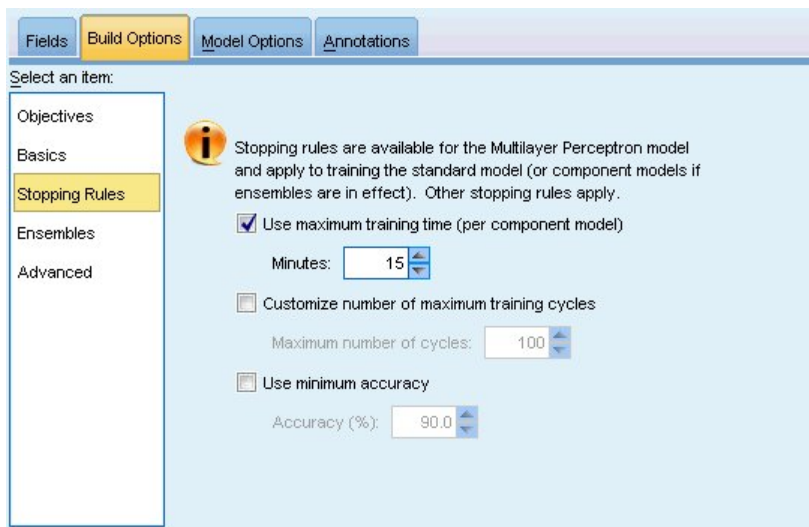 Fields Build Options Model Options Annotations
Select an item:
Objectives
Basics
Stopping Rules
Ensembles
Advanced
Stopping rules are available for the Multilayer Perceptron model
and apply to training the standard model (or component models if
ensembles are in effect). Other stopping rules apply.
Use maximum training time (per component model)
Minutes: 15
Customize number of maximum training cycles
Maximum number of cycles: 100
Use minimum accuracy
Accuracy (%): 90.0